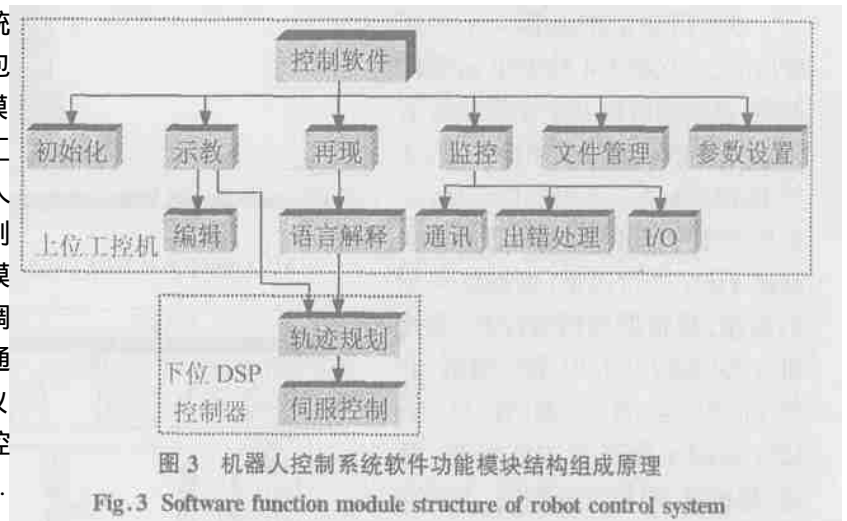 控制软件
初始化 示教 再现 监控 文件管理 参数设置
编辑 语言解释 通讯 出错处理 I/O
上位工控机
轨迹规划
下位 DSP
控制器
伺服控制
图 3 机器人控制系统软件功能模块结构组成原理
Fig.3 Software function module structure of robot control system